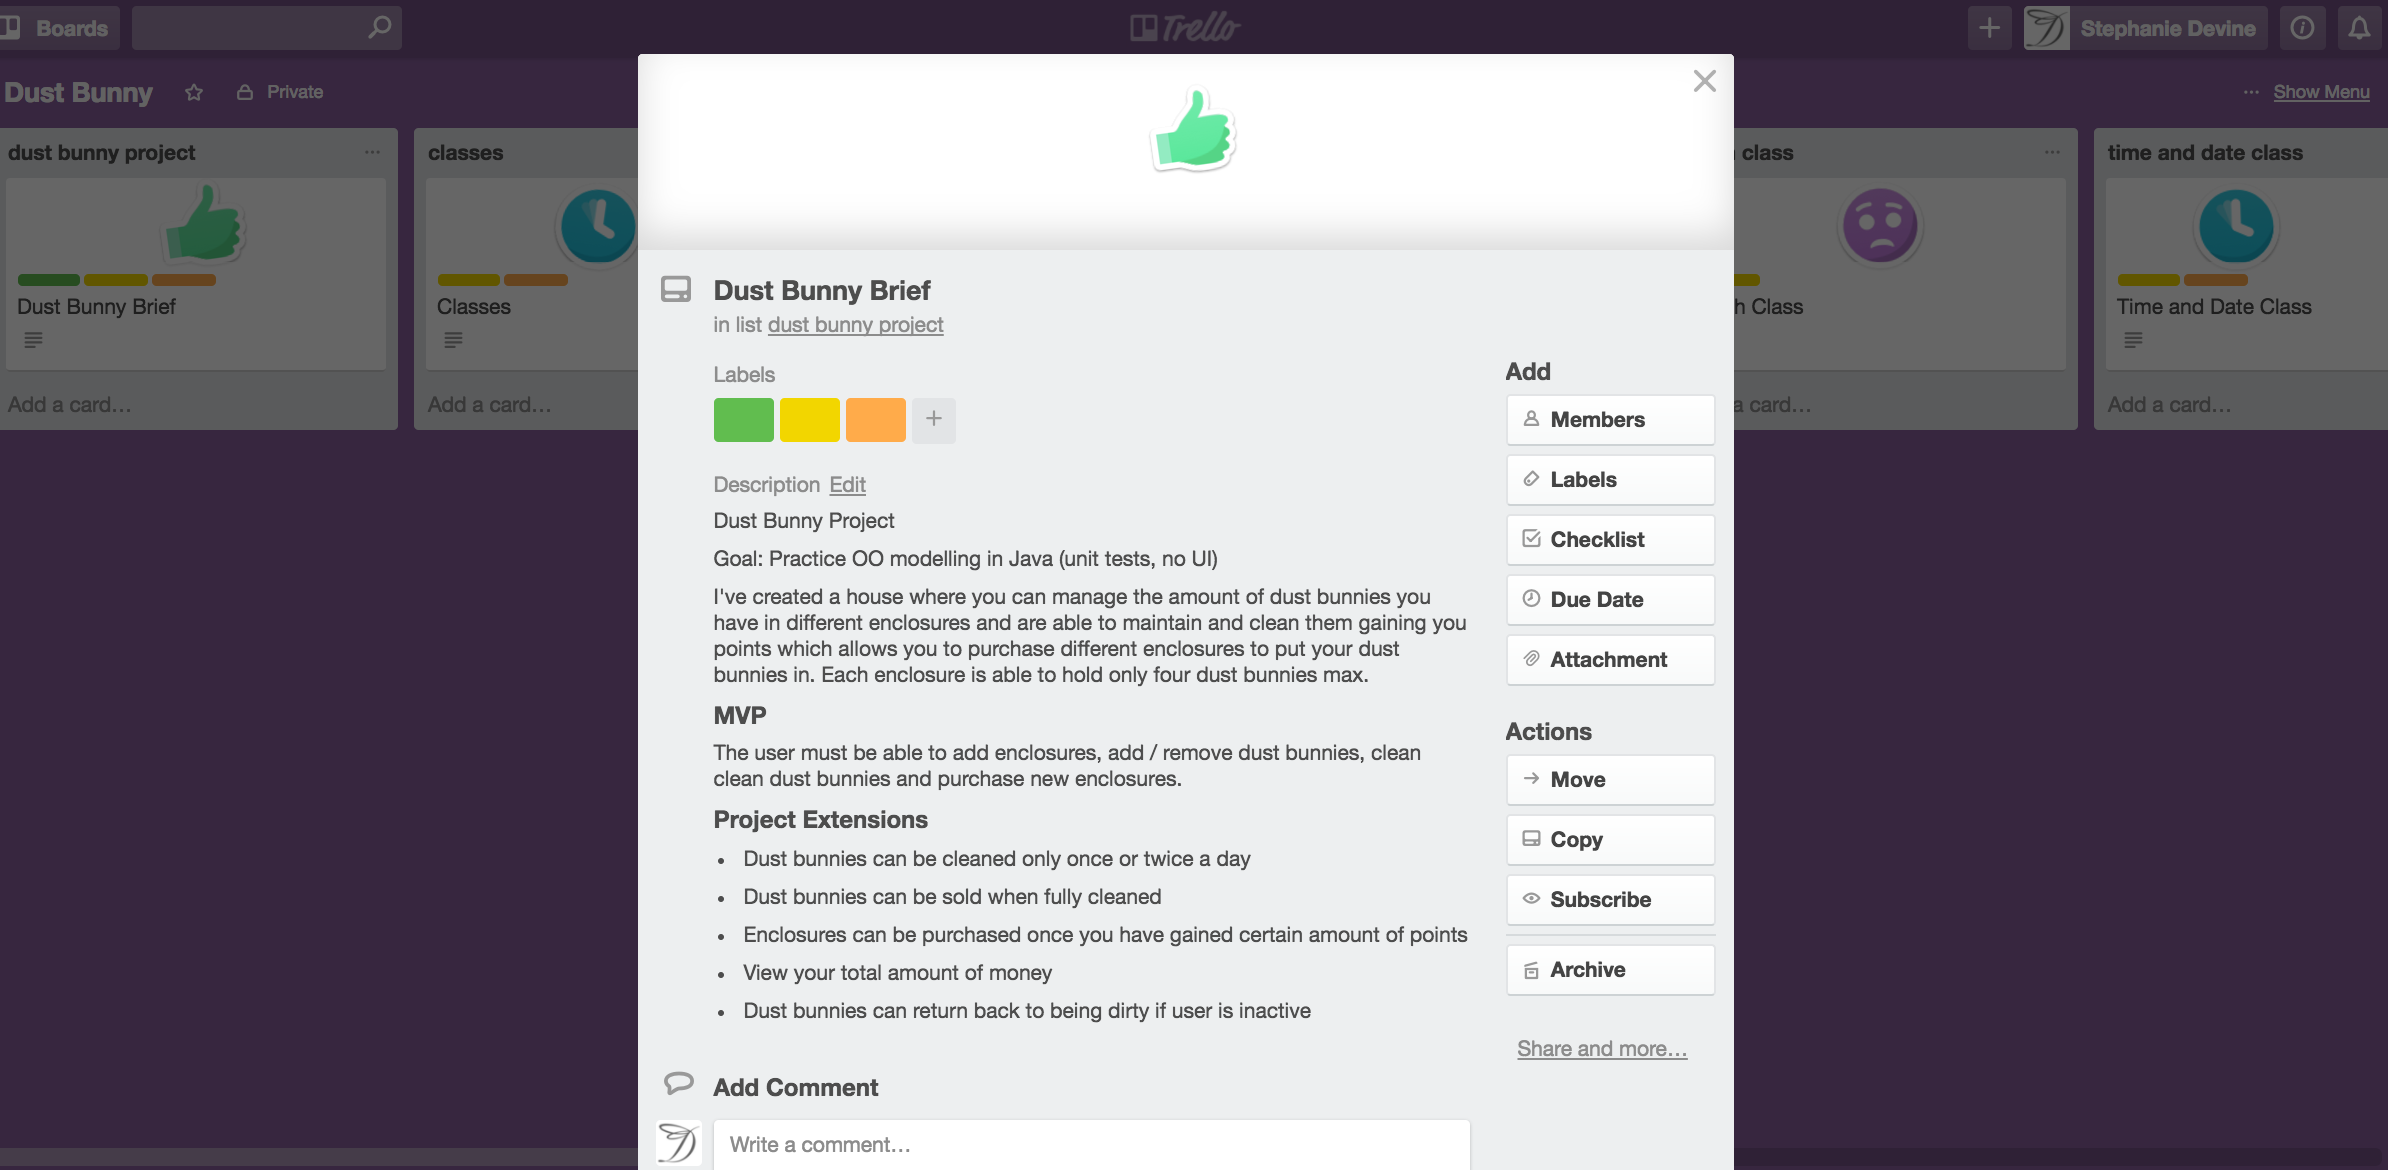 Boards
Trello
Stephanie Devine
Dust Bunny
Private
... Show Menu
dust bunny project
...
Dust Bunny Brief
Add a card...
classes
Classes
Add a card...
Dust Bunny Brief
in list dust bunny project
Labels
+
Description Edit
Dust Bunny Project
Goal: Practice OO modelling in Java (unit tests, no UI)
I've created a house where you can manage the amount of dust bunnies you
have in different enclosures and are able to maintain and clean them gaining you
points which allows you to purchase different enclosures to put your dust
bunnies in. Each enclosure is able to hold only four dust bunnies max.
MVP
The user must be able to add enclosures, add / remove dust bunnies, clean
clean dust bunnies and purchase new enclosures.
Project Extensions
• Dust bunnies can be cleaned only once or twice a day
• Dust bunnies can be sold when fully cleaned
• Enclosures can be purchased once you have gained certain amount of points
• View your total amount of money
• Dust bunnies can return back to being dirty if user is inactive
Add Comment
Write a comment...
Add
Members
Labels
Checklist
Due Date
Attachment
Actions
Move
Copy
Subscribe
Archive
Share and more...
class
...
h Class
a card...
time and date class
Time and Date Class
Add a card...